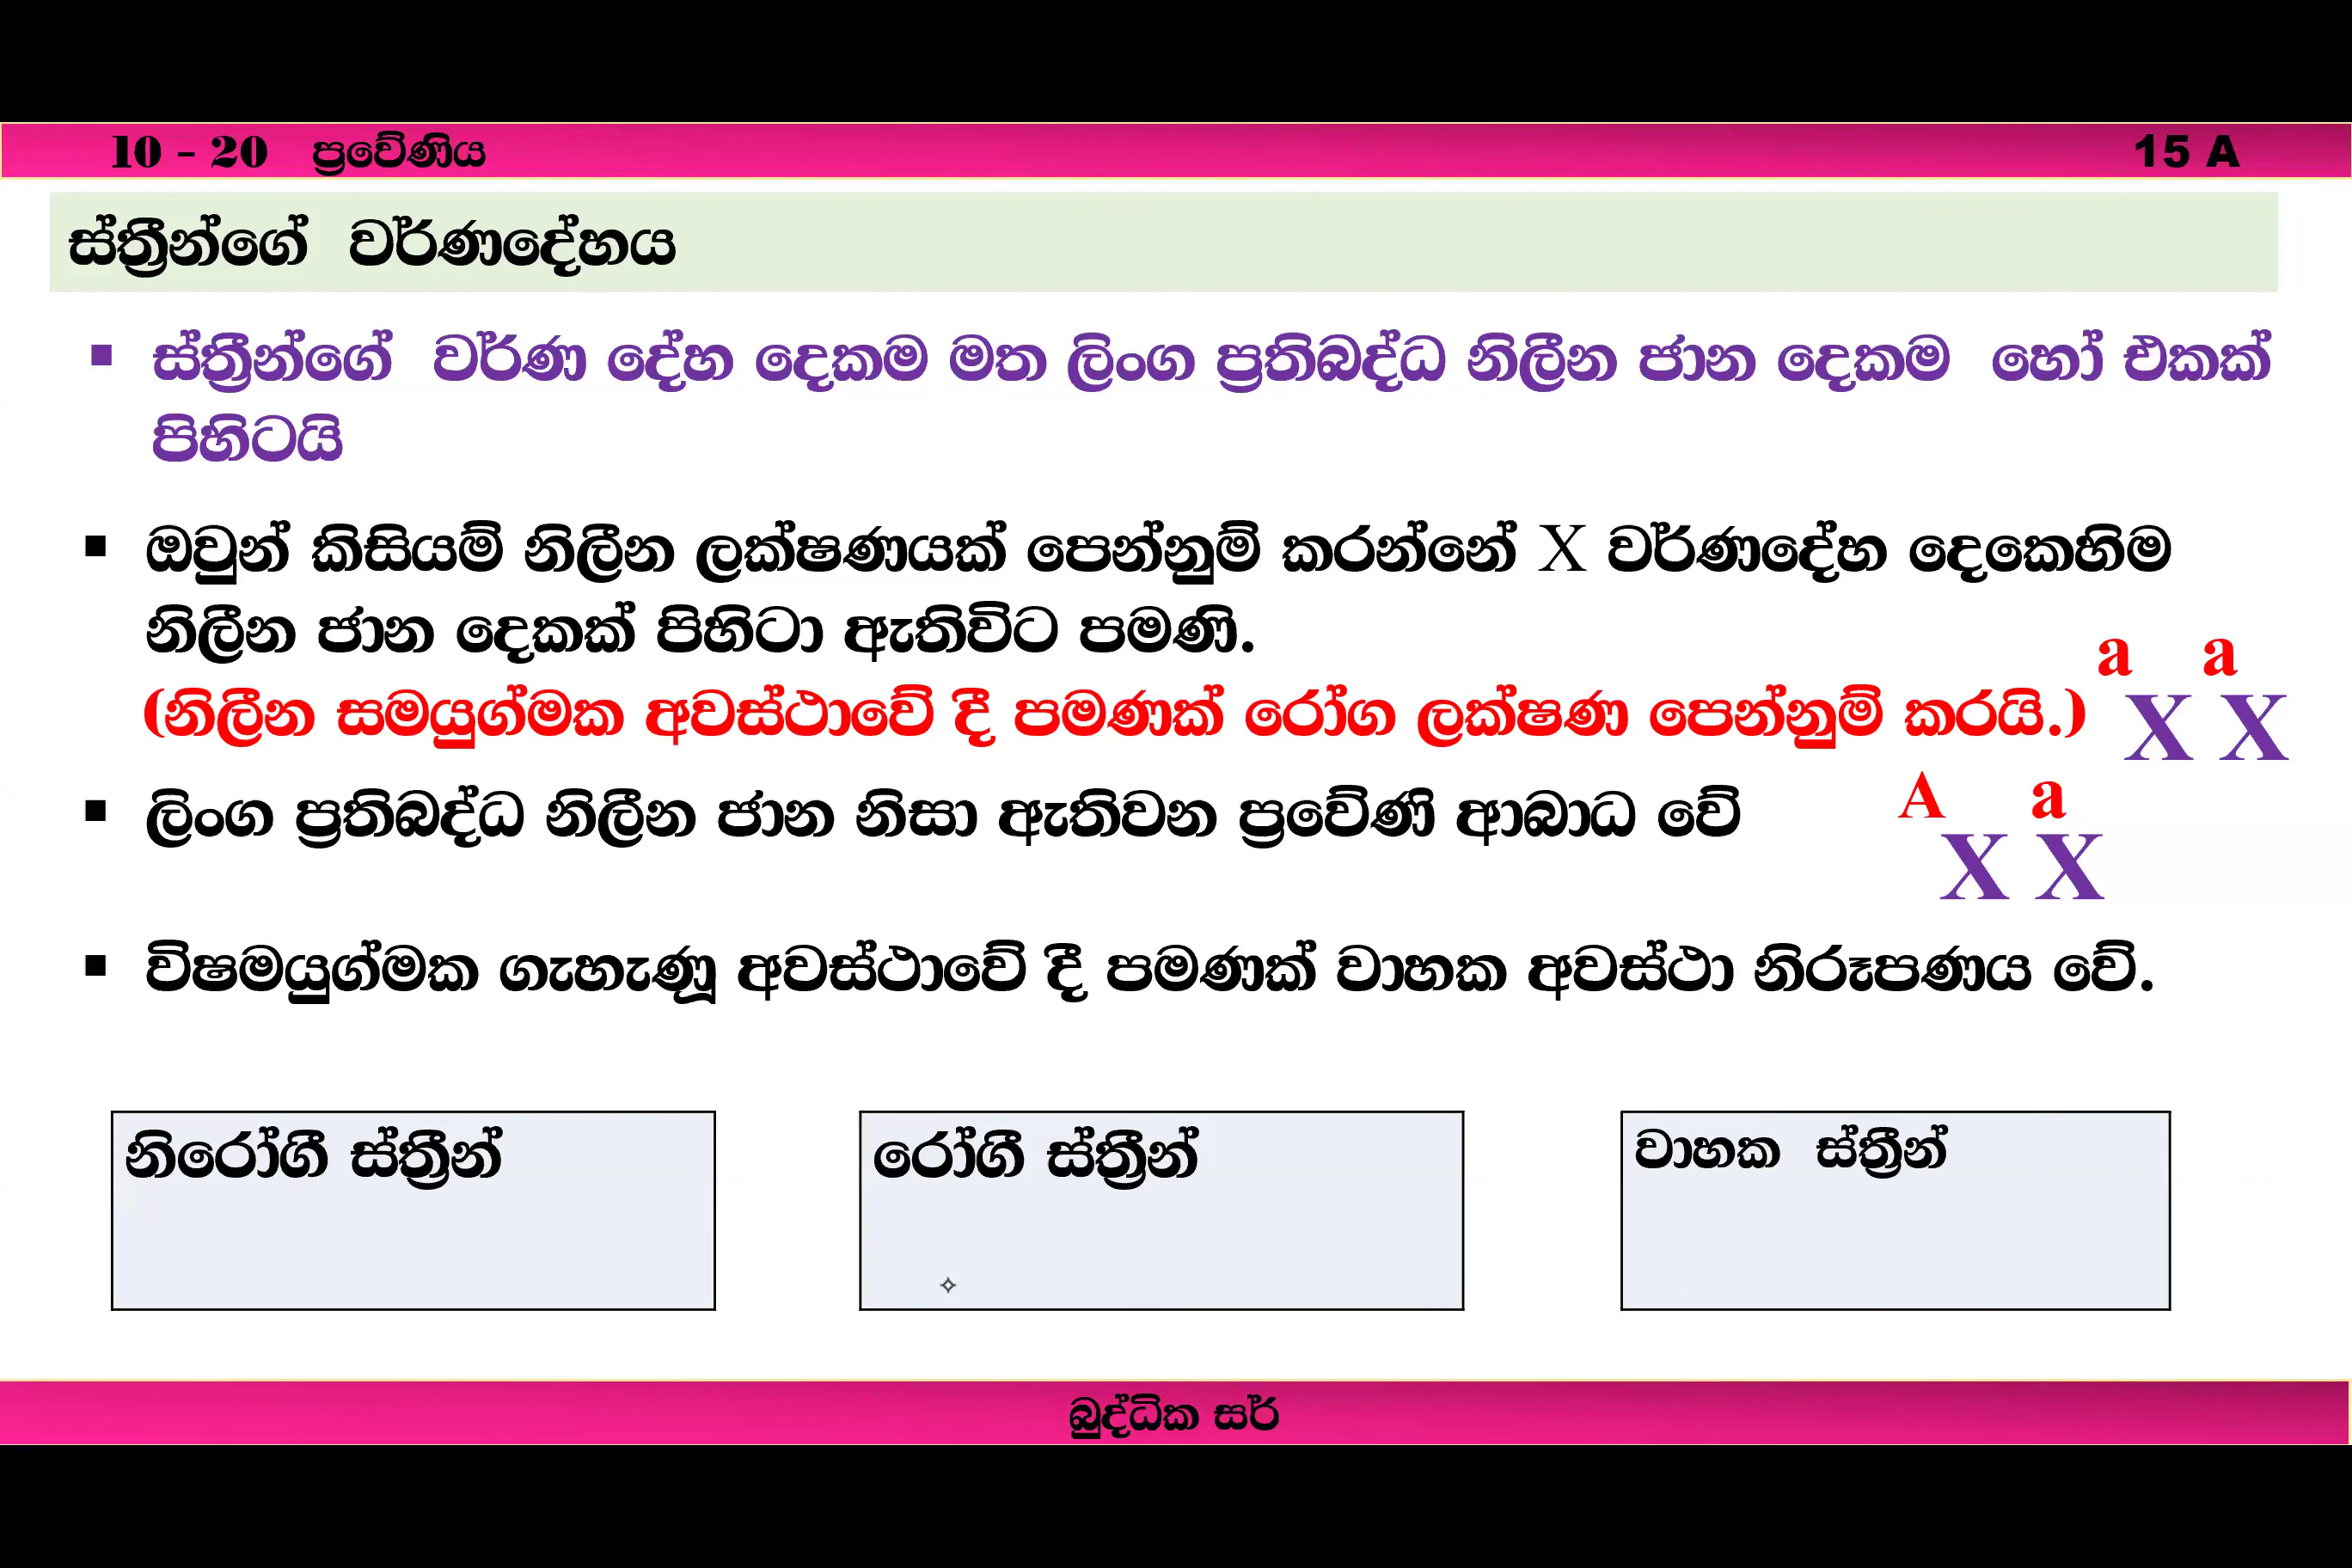 10 - 20 ප්‍රවේණිය 15 A
ස්ත්‍රීන්ගේ වර්ණදේහය
▪ ස්ත්‍රීන්ගේ වර්ණ දේහ දෙකම මත ලිංග ප්‍රතිබද්ධ නිලීන ජාන දෙකම හෝ එකක්
පිහිටයි
▪ ඔවුන් කිසියම් නිලීන ලක්ෂණයක් පෙන්නුම් කරන්නේ X වර්ණදේහ දෙකෙහිම
නිලීන ජාන දෙකක් පිහිටා ඇතිවිට පමණි.
a a
(නිලීන සමයුග්මක අවස්ථාවේ දී පමණක් රෝග ලක්ෂණ පෙන්නුම් කරයි.) X X
A a
▪ ලිංග ප්‍රතිබද්ධ නිලීන ජාන නිසා ඇතිවන ප්‍රවේණි ආබාධ වේ
X X
▪ විෂමයුග්මක ගැහැණූ අවස්ථාවේ දී පමණක් වාහක අවස්ථා නිරූපණය වේ.
නිරෝගී ස්ත්‍රීන් රෝගී ස්ත්‍රීන් වාහක ස්ත්‍රීන්
බුද්ධික සර්